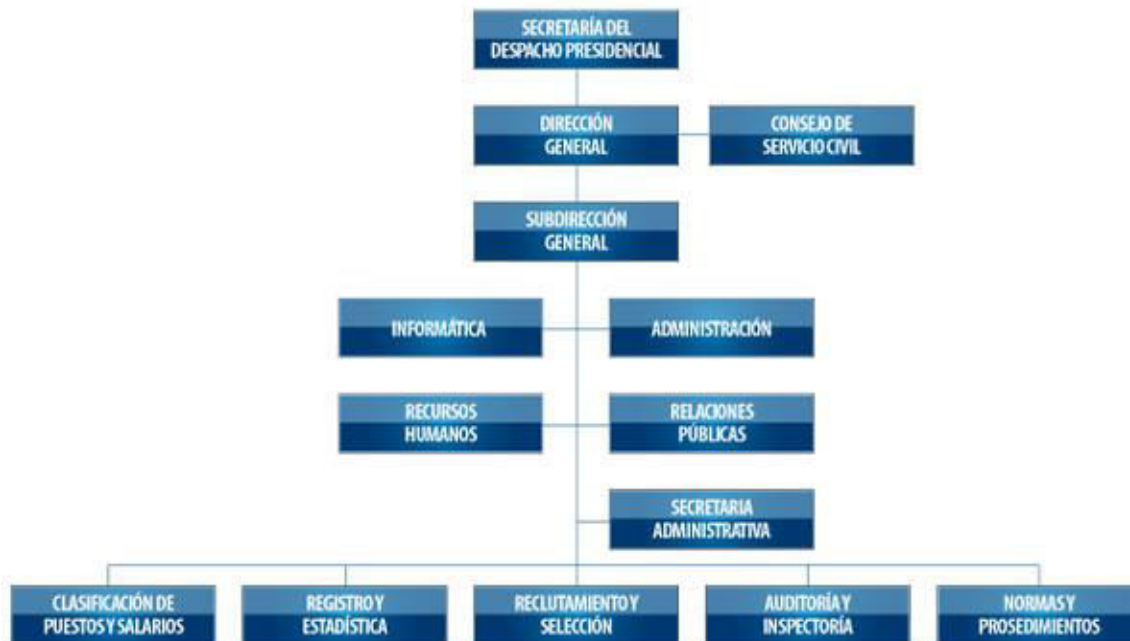 SECRETARÍA DEL
DESPACHO PRESIDENCIAL
DIRECCIÓN
GENERAL
CONSEJO DE
SERVICIO CIVIL
SUBDIRECCIÓN
GENERAL
INFORMÁTICA
ADMINISTRACIÓN
RECURSOS
HUMANOS
RELACIONES
PÚBLICAS
SECRETARIA
ADMINISTRATIVA
CLASIFICACIÓN DE
PUESTOS Y SALARIOS
REGISTRO Y
ESTADÍSTICA
RECLUTAMIENTO Y
SELECCIÓN
AUDITORÍA Y
INSPECTORÍA
NORMAS Y
PROSEDIMIENTOS